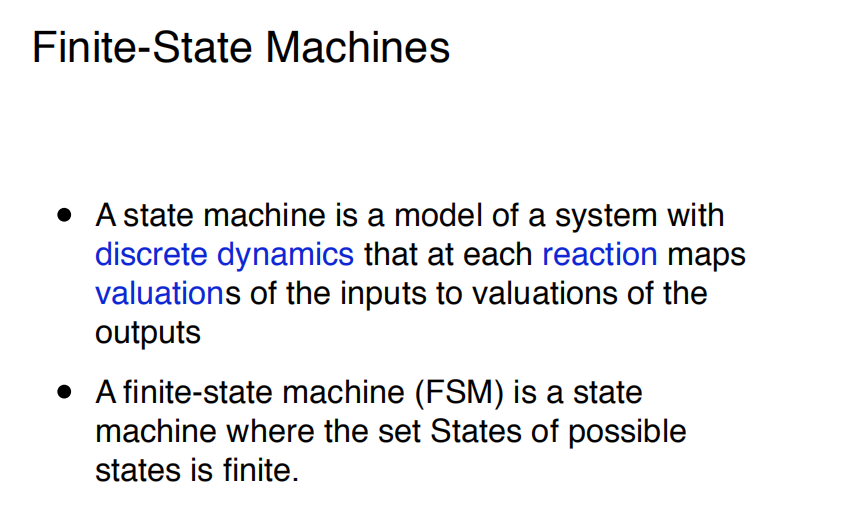 Finite-State Machines
● A state machine is a model of a system with
discrete dynamics that at each reaction maps
valuations of the inputs to valuations of the
outputs
● A finite-state machine (FSM) is a state
machine where the set States of possible
states is finite.